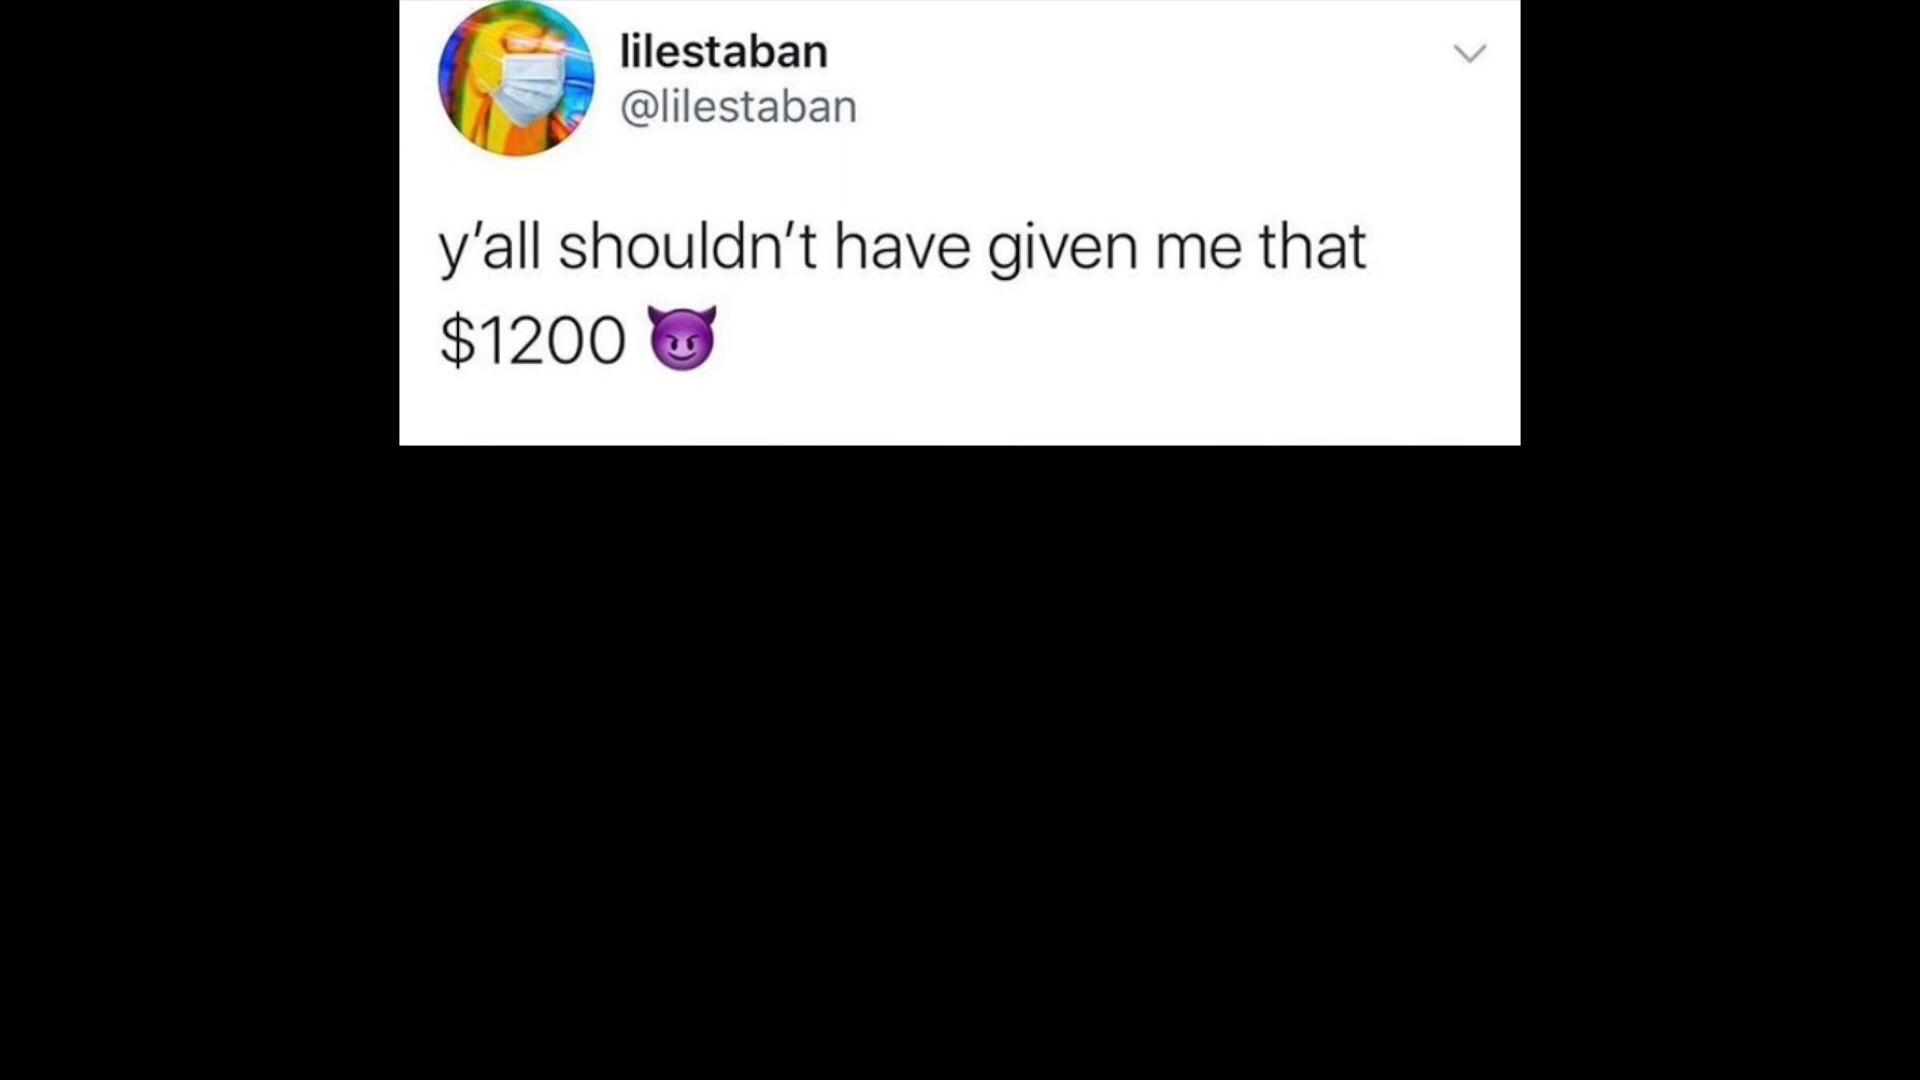 lilestaban
@lilestaban
y’all shouldn’t have given me that
$1200 😈